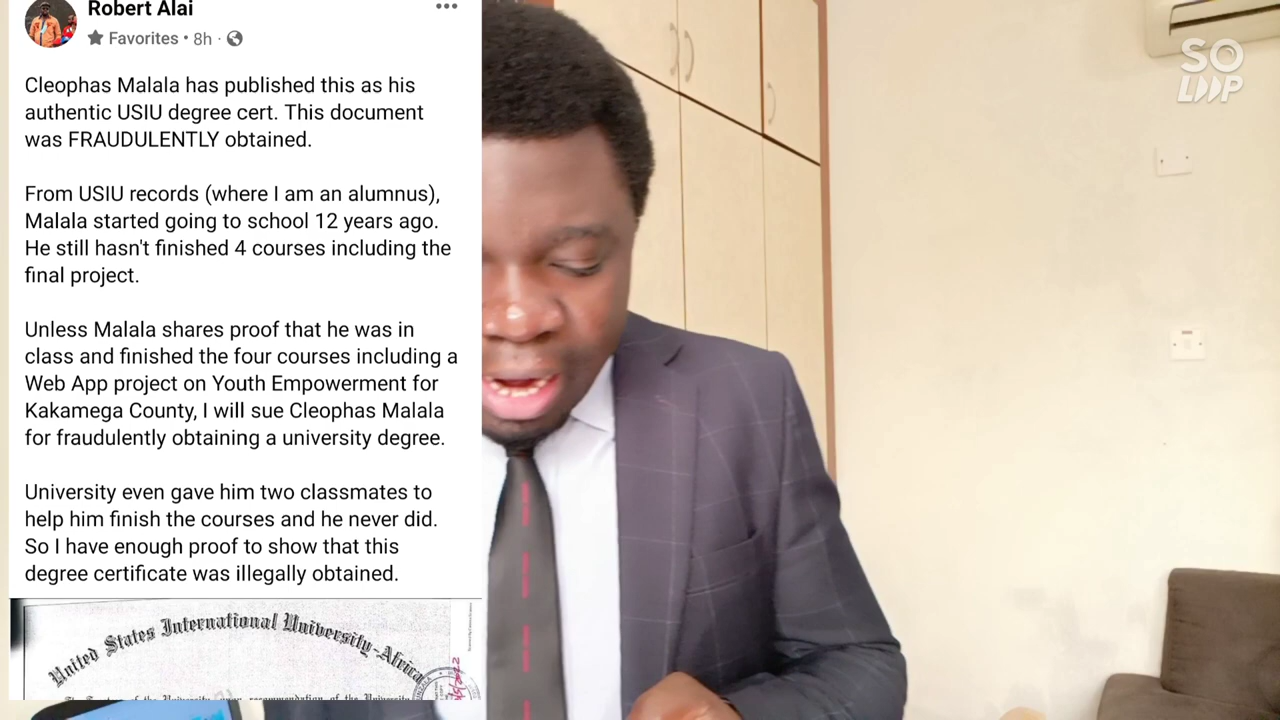 Robert Alai
Favorites • 8h ·
Cleophas Malala has published this as his
authentic USIU degree cert. This document
was FRAUDULENTLY obtained.
From USIU records (where I am an alumnus),
Malala started going to school 12 years ago.
He still hasn't finished 4 courses including the
final project.
Unless Malala shares proof that he was in
class and finished the four courses including a
Web App project on Youth Empowerment for
Kakamega County, I will sue Cleophas Malala
for fraudulently obtaining a university degree.
University even gave him two classmates to
help him finish the courses and he never did.
So I have enough proof to show that this
degree certificate was illegally obtained.
United States International University-Africa
SO
LOOP